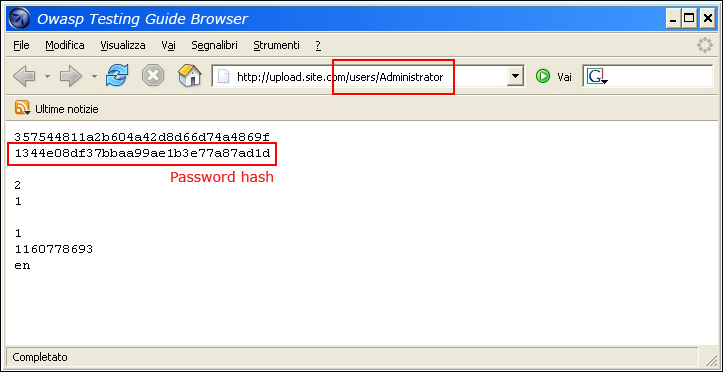 Owasp Testing Guide Browser
File Modifica Visualizza Vai Segnalibri Strumenti ?
http://upload.site.com/users/Administrator Vai G
Ultime notizie
357544811a2b604a42d8d66d74a4869f
1344e08df37bbaa99ae1b3e77a87ad1d
Password hash
2
1
1
1160778693
en
Completato